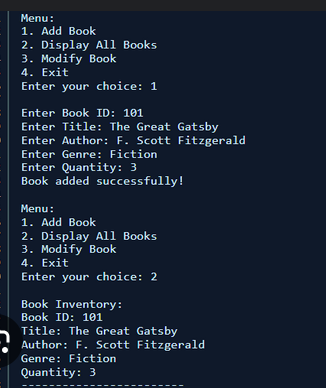 Menu:
1. Add Book
2. Display All Books
3. Modify Book
4. Exit
Enter your choice: 1

Enter Book ID: 101
Enter Title: The Great Gatsby
Enter Author: F. Scott Fitzgerald
Enter Genre: Fiction
Enter Quantity: 3
Book added successfully!

Menu:
1. Add Book
2. Display All Books
3. Modify Book
4. Exit
Enter your choice: 2

Book Inventory:
Book ID: 101
Title: The Great Gatsby
Author: F. Scott Fitzgerald
Genre: Fiction
Quantity: 3
------------------------